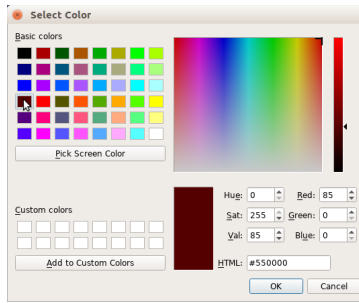 Select Color
Basic colors
Pick Screen Color
Custom colors
Add to Custom Colors
Hue: 0 Red: 85
Sat: 255 Green: 0
Val: 85 Blue: 0
HTML: #550000
OK Cancel